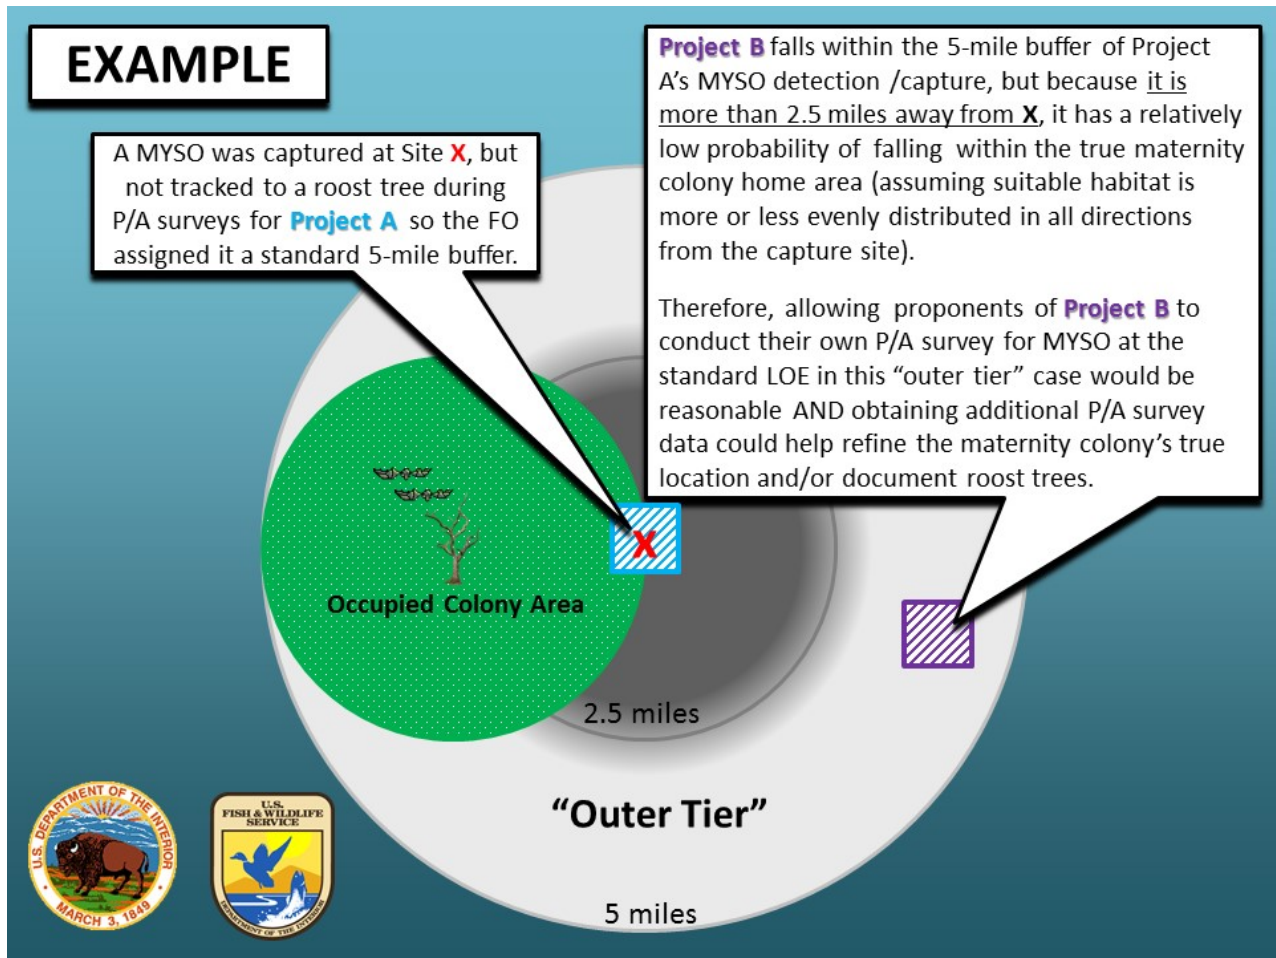 EXAMPLE
A MYSO was captured at Site X, but
not tracked to a roost tree during
P/A surveys for Project A so the FO
assigned it a standard 5-mile buffer.
Project B falls within the 5-mile buffer of Project
A's MYSO detection /capture, but because it is
more than 2.5 miles away from X, it has a relatively
low probability of falling within the true maternity
colony home area (assuming suitable habitat is
more or less evenly distributed in all directions
from the capture site).
Therefore, allowing proponents of Project B to
conduct their own P/A survey for MYSO at the
standard LOE in this “outer tier” case would be
reasonable AND obtaining additional P/A survey
data could help refine the maternity colony's true
location and/or document roost trees.
X
Occupied Colony Area
2.5 miles
“Outer Tier”
5 miles
U.S. DEPARTMENT OF THE INTERIOR
MARCH 3, 1849
U.S.
FISH & WILDLIFE
SERVICE
DEPARTMENT OF THE INTERIOR